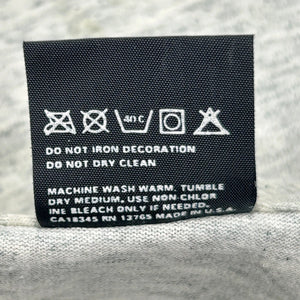 40 C
DO NOT IRON DECORATION
DO NOT DRY CLEAN
MACHINE WASH WARM, TUMBLE
DRY MEDIUM, USE NON-CHLOR
INE BLEACH ONLY IF NEEDED.
CA18345 RN 13765 MADE IN U.S.A.